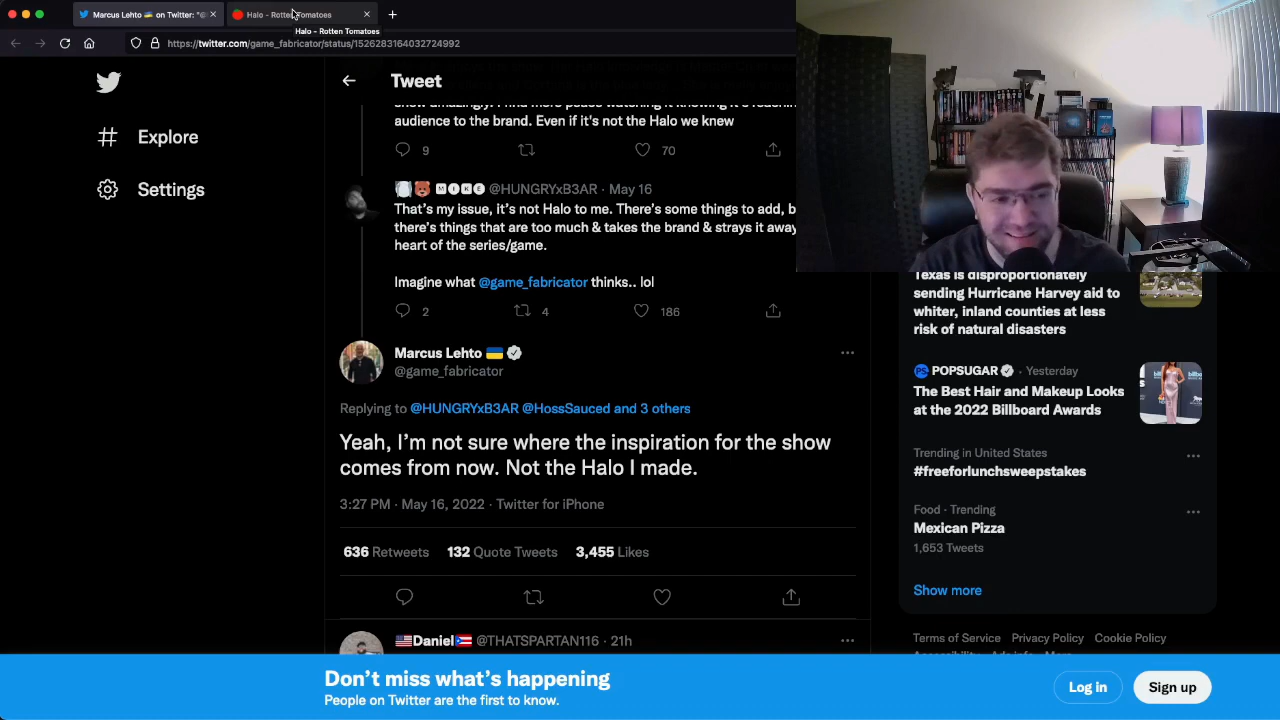 Marcus Lehto 🇺🇦 on Twitter: "@
Halo - Rotten Tomatoes
Halo - Rotten Tomatoes
https://twitter.com/game_fabricator/status/1526283164032724992
Explore
Settings
Tweet
audience to the brand. Even if it's not the Halo we knew
9
70
🅼🅸🅺🅴 @HUNGRYxB3AR · May 16
That's my issue, it's not Halo to me. There's some things to add, b
there's things that are too much & takes the brand & strays it away
heart of the series/game.
Imagine what @game_fabricator thinks.. lol
2
4
186
Marcus Lehto 🇺🇦
@game_fabricator
Replying to @HUNGRYxB3AR @HossSauced and 3 others
Yeah, I'm not sure where the inspiration for the show
comes from now. Not the Halo I made.
3:27 PM · May 16, 2022 · Twitter for iPhone
636 Retweets 132 Quote Tweets 3,455 Likes
🇺🇸Daniel🇵🇷 @THATSPARTAN116 · 21h
Texas is disproportionately
sending Hurricane Harvey aid to
whiter, inland counties at less
risk of natural disasters
POPSUGAR · Yesterday
The Best Hair and Makeup Looks
at the 2022 Billboard Awards
Trending in United States
#freeforlunchsweepstakes
Food · Trending
Mexican Pizza
1,653 Tweets
Show more
Terms of Service Privacy Policy Cookie Policy
Don't miss what's happening
People on Twitter are the first to know.
Log in
Sign up